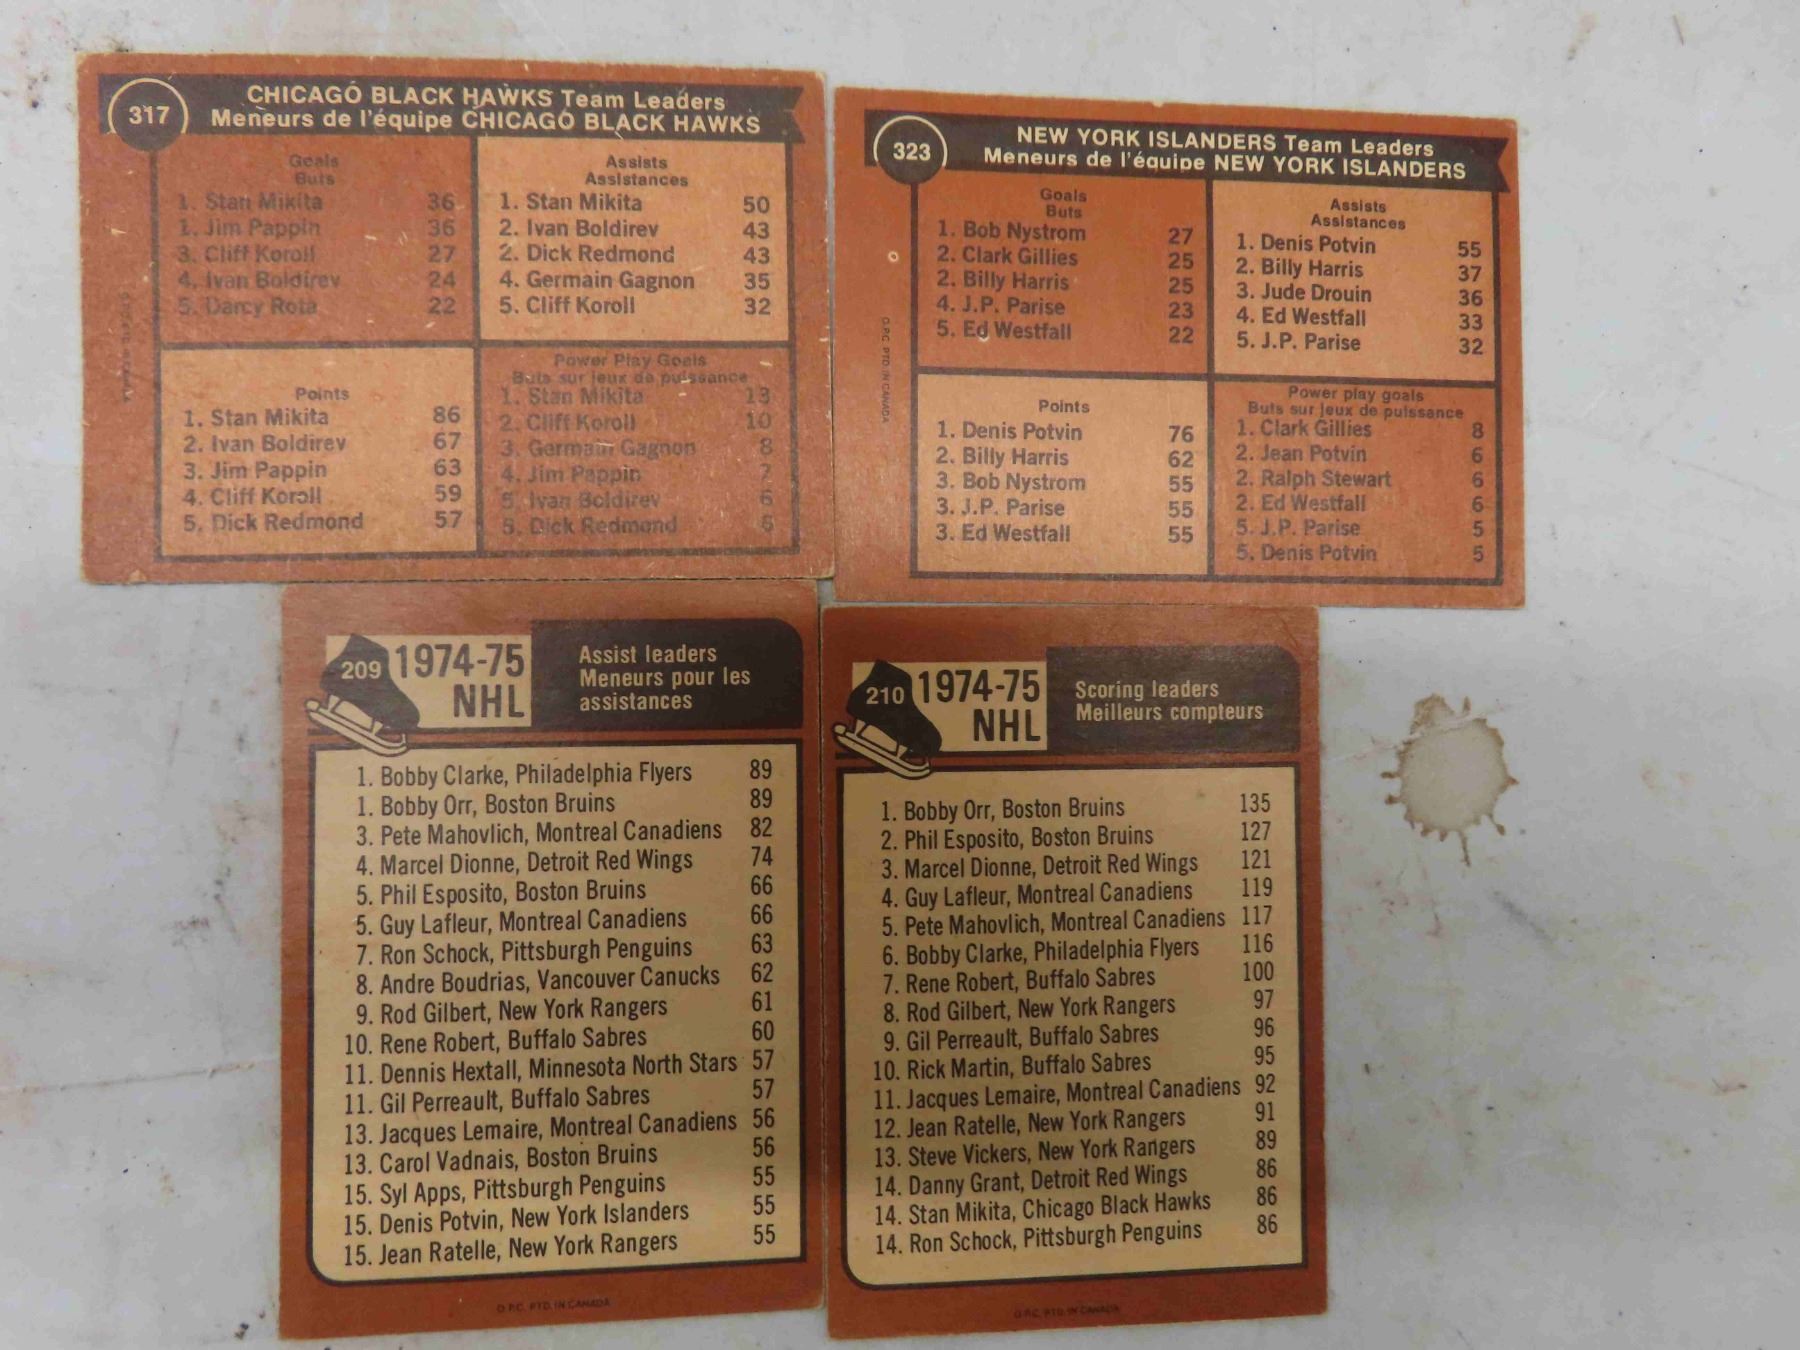 317
CHICAGO BLACK HAWKS Team Leaders
Meneurs de l'équipe CHICAGO BLACK HAWKS
Goals
Buts
1. Stan Mikita 36
1. Jim Pappin 36
3. Cliff Koroll 27
4. Ivan Boldirev 24
5. Darcy Rota 22
Assists
Assistances
1. Stan Mikita 50
2. Ivan Boldirev 43
2. Dick Redmond 43
4. Germain Gagnon 35
5. Cliff Koroll 32
Points
1. Stan Mikita 86
2. Ivan Boldirev 67
3. Jim Pappin 63
4. Cliff Koroll 59
5. Dick Redmond 57
Power Play Goals
Buts sur jeux de puissance
1. Stan Mikita 13
2. Cliff Koroll 10
3. Germain Gagnon 8
4. Jim Pappin 7
5. Ivan Boldirev 6
5. Dick Redmond 6
323
NEW YORK ISLANDERS Team Leaders
Meneurs de l'équipe NEW YORK ISLANDERS
Goals
Buts
1. Bob Nystrom 27
2. Clark Gillies 25
2. Billy Harris 25
4. J.P. Parise 23
5. Ed Westfall 22
Assists
Assistances
1. Denis Potvin 55
2. Billy Harris 37
3. Jude Drouin 36
4. Ed Westfall 33
5. J.P. Parise 32
O.P.C. PTD. IN CANADA
Points
1. Denis Potvin 76
2. Billy Harris 62
3. Bob Nystrom 55
3. J.P. Parise 55
3. Ed Westfall 55
Power play goals
Buts sur jeux de puissance
1. Clark Gillies 8
2. Jean Potvin 6
2. Ralph Stewart 6
2. Ed Westfall 6
5. J.P. Parise 5
5. Denis Potvin 5
209
1974-75
NHL
Assist leaders
Meneurs pour les
assistances
1. Bobby Clarke, Philadelphia Flyers 89
1. Bobby Orr, Boston Bruins 89
3. Pete Mahovlich, Montreal Canadiens 82
4. Marcel Dionne, Detroit Red Wings 74
5. Phil Esposito, Boston Bruins 66
5. Guy Lafleur, Montreal Canadiens 66
7. Ron Schock, Pittsburgh Penguins 63
8. Andre Boudrias, Vancouver Canucks 62
9. Rod Gilbert, New York Rangers 61
10. Rene Robert, Buffalo Sabres 60
11. Dennis Hextall, Minnesota North Stars 57
11. Gil Perreault, Buffalo Sabres 57
13. Jacques Lemaire, Montreal Canadiens 56
13. Carol Vadnais, Boston Bruins 56
15. Syl Apps, Pittsburgh Penguins 55
15. Denis Potvin, New York Islanders 55
15. Jean Ratelle, New York Rangers 55
O.P.C. PTD. IN CANADA
210
1974-75
NHL
Scoring leaders
Meilleurs compteurs
1. Bobby Orr, Boston Bruins 135
2. Phil Esposito, Boston Bruins 127
3. Marcel Dionne, Detroit Red Wings 121
4. Guy Lafleur, Montreal Canadiens 119
5. Pete Mahovlich, Montreal Canadiens 117
6. Bobby Clarke, Philadelphia Flyers 116
7. Rene Robert, Buffalo Sabres 100
8. Rod Gilbert, New York Rangers 97
9. Gil Perreault, Buffalo Sabres 96
10. Rick Martin, Buffalo Sabres 95
11. Jacques Lemaire, Montreal Canadiens 92
12. Jean Ratelle, New York Rangers 91
13. Steve Vickers, New York Rangers 89
14. Danny Grant, Detroit Red Wings 86
14. Stan Mikita, Chicago Black Hawks 86
14. Ron Schock, Pittsburgh Penguins 86
O.P.C. PTD. IN CANADA